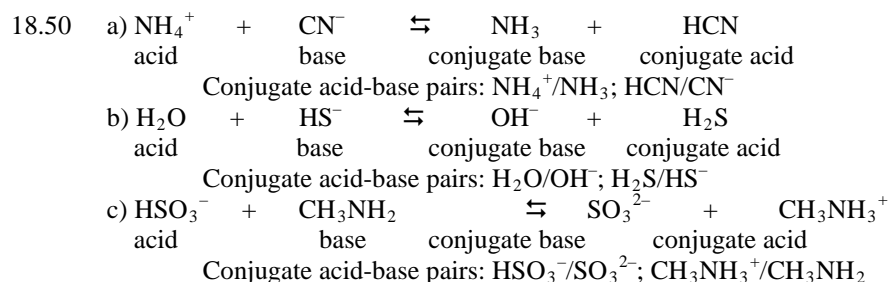 18.50 a) NH₄⁺ + CN⁻ ⇆ NH₃ + HCN
acid base conjugate base conjugate acid
Conjugate acid-base pairs: NH₄⁺/NH₃; HCN/CN⁻
b) H₂O + HS⁻ ⇆ OH⁻ + H₂S
acid base conjugate base conjugate acid
Conjugate acid-base pairs: H₂O/OH⁻; H₂S/HS⁻
c) HSO₃⁻ + CH₃NH₂ ⇆ SO₃²⁻ + CH₃NH₃⁺
acid base conjugate base conjugate acid
Conjugate acid-base pairs: HSO₃⁻/SO₃²⁻; CH₃NH₃⁺/CH₃NH₂